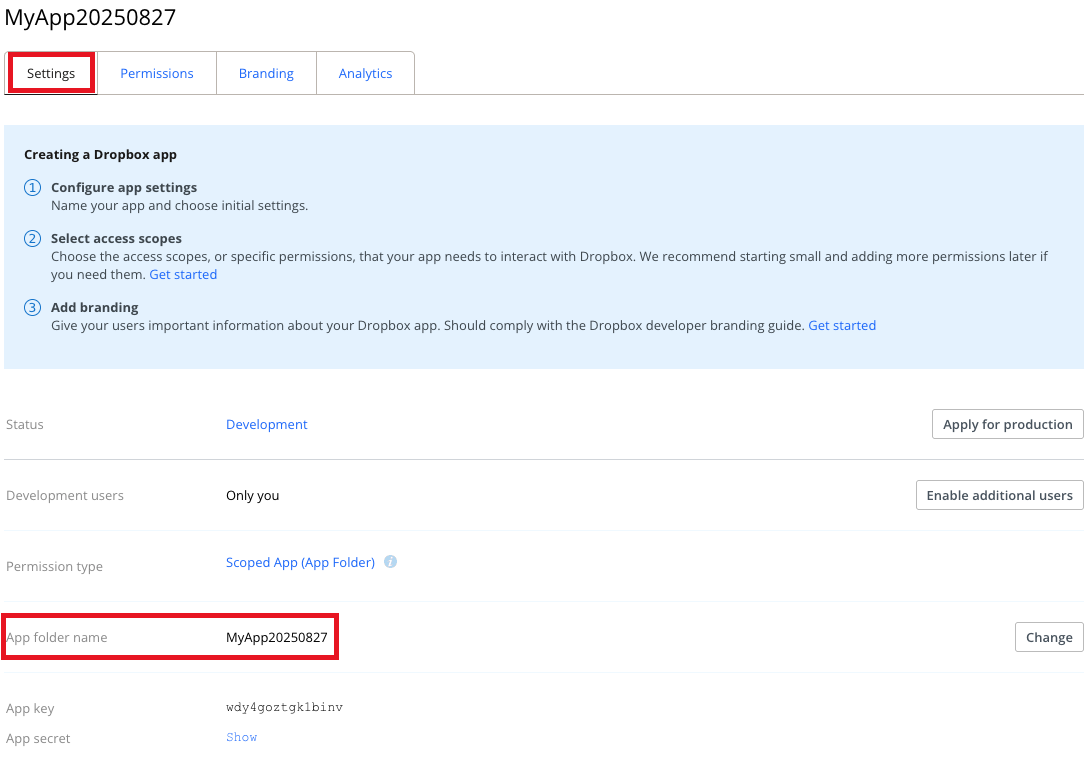 MyApp20250827
Settings
Permissions
Branding
Analytics
Creating a Dropbox app
1 Configure app settings
Name your app and choose initial settings.
2 Select access scopes
Choose the access scopes, or specific permissions, that your app needs to interact with Dropbox. We recommend starting small and adding more permissions later if
you need them. Get started
3 Add branding
Give your users important information about your Dropbox app. Should comply with the Dropbox developer branding guide. Get started
Status Development Apply for production
Development users Only you Enable additional users
Permission type Scoped App (App Folder) i
App folder name MyApp20250827 Change
App key wdy4goztgk1binv
App secret Show